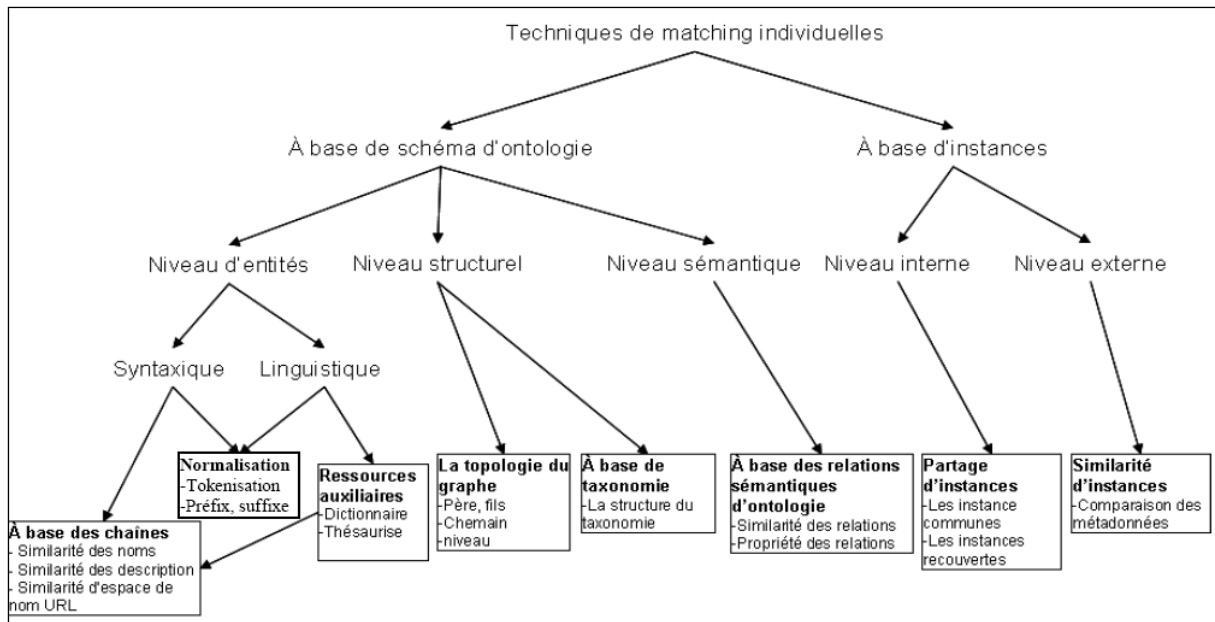 Techniques de matching individuelles
À base de schéma d'ontologie
À base d'instances
Niveau d'entités
Niveau structurel
Niveau sémantique
Niveau interne
Niveau externe
Syntaxique
Linguistique
Normalisation
-Tokenisation
-Préfix, suffixe
Ressources
auxiliaires
-Dictionnaire
-Thésaurise
La topologie du
graphe
-Père, fils
-Chemain
-niveau
À base de
taxonomie
-La structure du
taxonomie
À base des relations
sémantiques
d'ontologie
-Similarité des relations
-Propriété des relations
Partage
d'instances
-Les instance
communes
-Les instances
recouvertes
Similarité
d'instances
-Comparaison des
métadonnées
À base des chaînes
- Similarité des noms
- Similarité des description
- Similarité d'espace de
nom URL